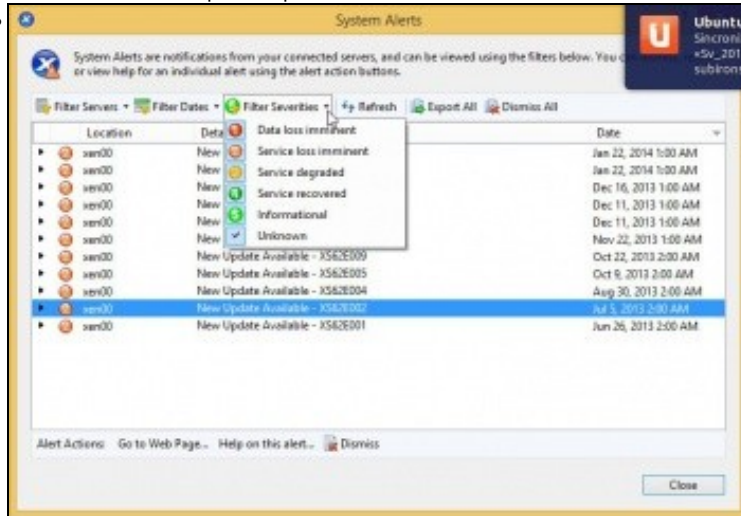 System Alerts
Ubuntu
Sincroni
«Sv_201
subirons
System Alerts are notifications from your connected servers, and can be viewed using the filters below. You c
or view help for an individual alert using the alert action buttons.
Filter Servers Filter Dates Filter Severities Refresh Export All Dismiss All
Location Deta Date
Data loss imminent
Service loss imminent
Service degraded
Service recovered
Informational
Unknown
xen00 New Jan 22, 2014 1:00 AM
xen00 New Jan 22, 2014 1:00 AM
xen00 New Dec 16, 2013 1:00 AM
xen00 New Dec 11, 2013 1:00 AM
xen00 New Dec 11, 2013 1:00 AM
xen00 New Nov 22, 2013 1:00 AM
xen00 New Update Available - XS62E009 Oct 22, 2013 2:00 AM
xen00 New Update Available - XS62E005 Oct 9, 2013 2:00 AM
xen00 New Update Available - XS62E004 Aug 30, 2013 2:00 AM
xen00 New Update Available - XS62E002 Jul 5, 2013 2:00 AM
xen00 New Update Available - XS62E001 Jun 26, 2013 2:00 AM
Alert Actions: Go to Web Page... Help on this alert... Dismiss
Close